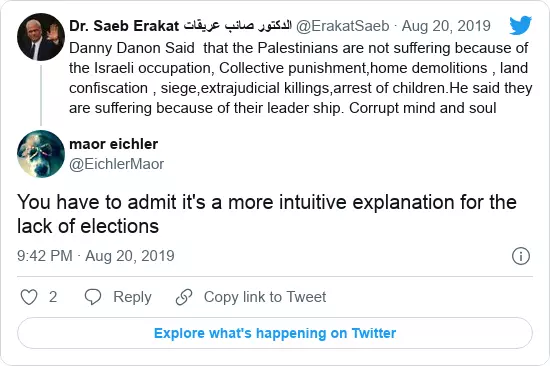 Dr. Saeb Erakat الدكتور صائب عريقات @ErakatSaeb · Aug 20, 2019
Danny Danon Said that the Palestinians are not suffering because of
the Israeli occupation, Collective punishment,home demolitions , land
confiscation , siege,extrajudicial killings,arrest of children.He said they
are suffering because of their leader ship. Corrupt mind and soul
maor eichler
@EichlerMaor
You have to admit it's a more intuitive explanation for the
lack of elections
9:42 PM · Aug 20, 2019
2 Reply Copy link to Tweet
Explore what's happening on Twitter